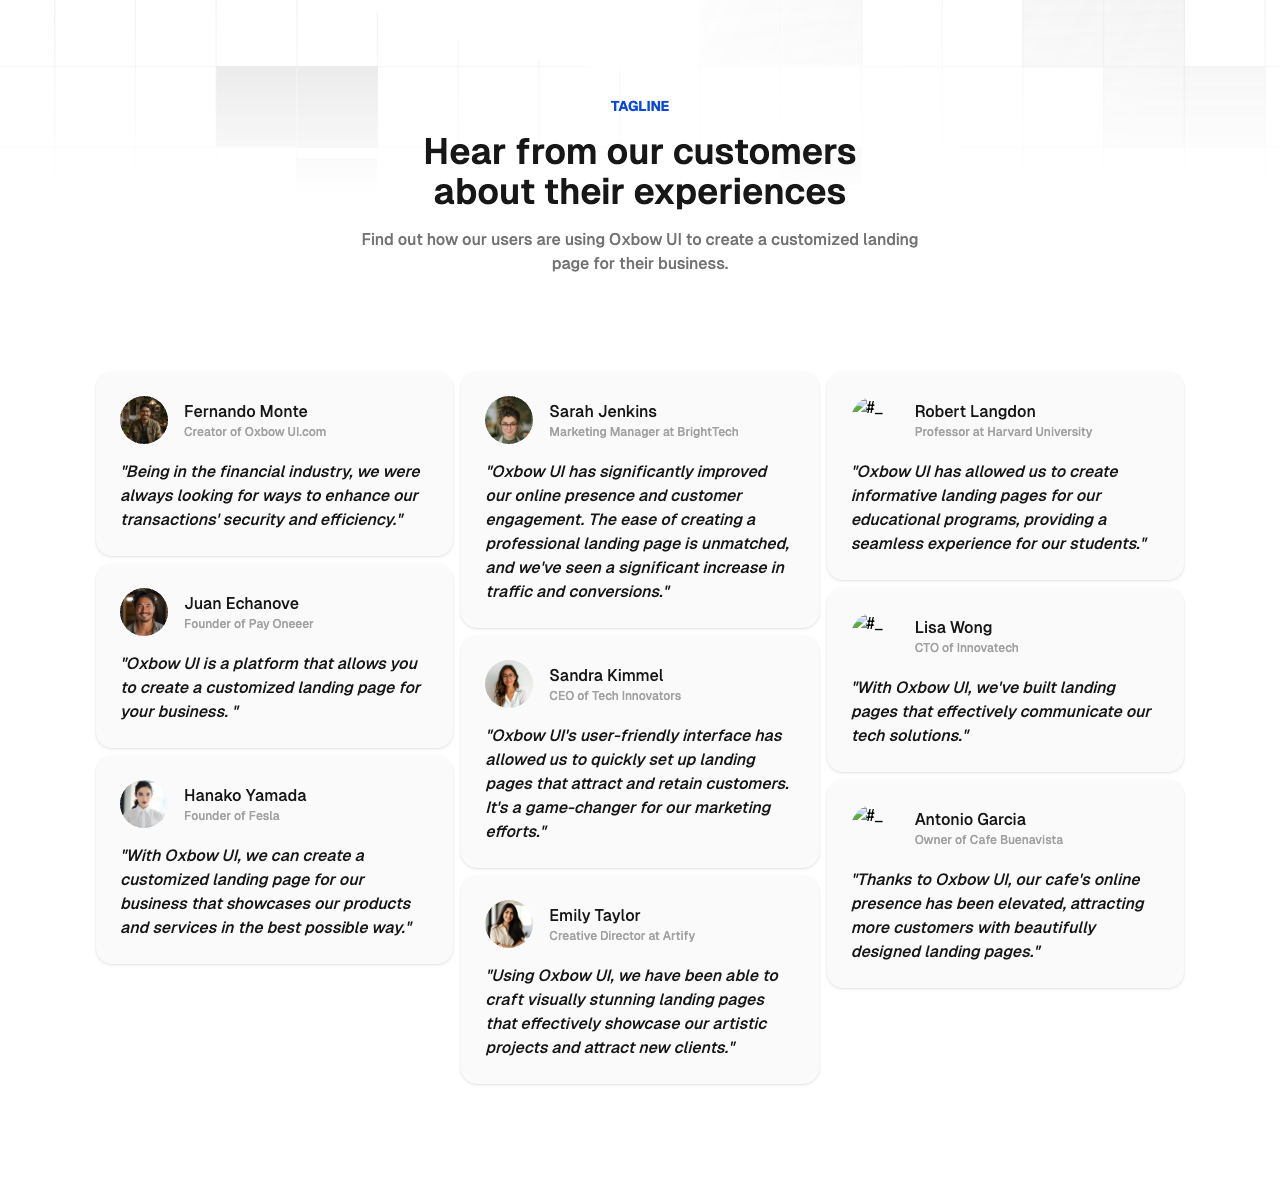 TAGLINE
Hear from our customers
about their experiences
Find out how our users are using Oxbow UI to create a customized landing
page for their business.
Fernando Monte
Creator of Oxbow UI.com
"Being in the financial industry, we were
always looking for ways to enhance our
transactions' security and efficiency."
Juan Echanove
Founder of Pay Oneeer
"Oxbow UI is a platform that allows you
to create a customized landing page for
your business. "
Hanako Yamada
Founder of Fesla
"With Oxbow UI, we can create a
customized landing page for our
business that showcases our products
and services in the best possible way."
Sarah Jenkins
Marketing Manager at BrightTech
"Oxbow UI has significantly improved
our online presence and customer
engagement. The ease of creating a
professional landing page is unmatched,
and we've seen a significant increase in
traffic and conversions."
Sandra Kimmel
CEO of Tech Innovators
"Oxbow UI's user-friendly interface has
allowed us to quickly set up landing
pages that attract and retain customers.
It's a game-changer for our marketing
efforts."
Emily Taylor
Creative Director at Artify
"Using Oxbow UI, we have been able to
craft visually stunning landing pages
that effectively showcase our artistic
projects and attract new clients."
#_
Robert Langdon
Professor at Harvard University
"Oxbow UI has allowed us to create
informative landing pages for our
educational programs, providing a
seamless experience for our students."
#_
Lisa Wong
CTO of Innovatech
"With Oxbow UI, we've built landing
pages that effectively communicate our
tech solutions."
#_
Antonio Garcia
Owner of Cafe Buenavista
"Thanks to Oxbow UI, our cafe's online
presence has been elevated, attracting
more customers with beautifully
designed landing pages."